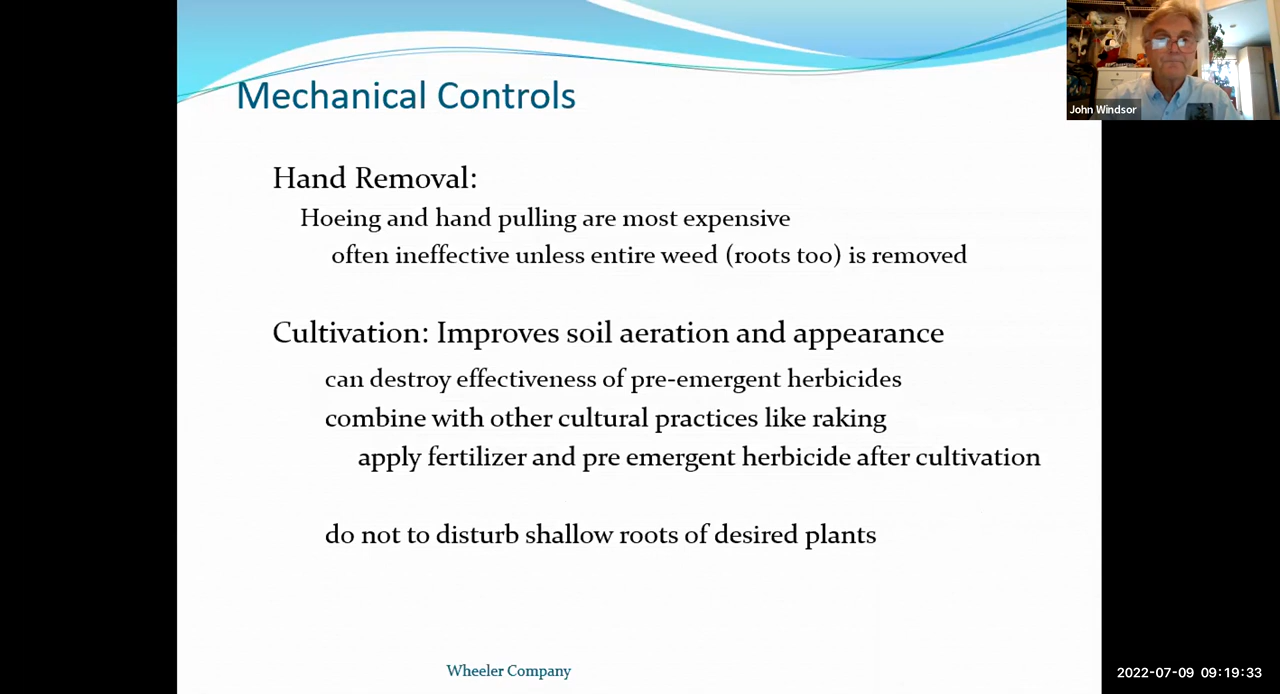 Mechanical Controls
John Windsor
Hand Removal:
Hoeing and hand pulling are most expensive
often ineffective unless entire weed (roots too) is removed
Cultivation: Improves soil aeration and appearance
can destroy effectiveness of pre-emergent herbicides
combine with other cultural practices like raking
apply fertilizer and pre emergent herbicide after cultivation
do not to disturb shallow roots of desired plants
Wheeler Company
2022-07-09 09:19:33